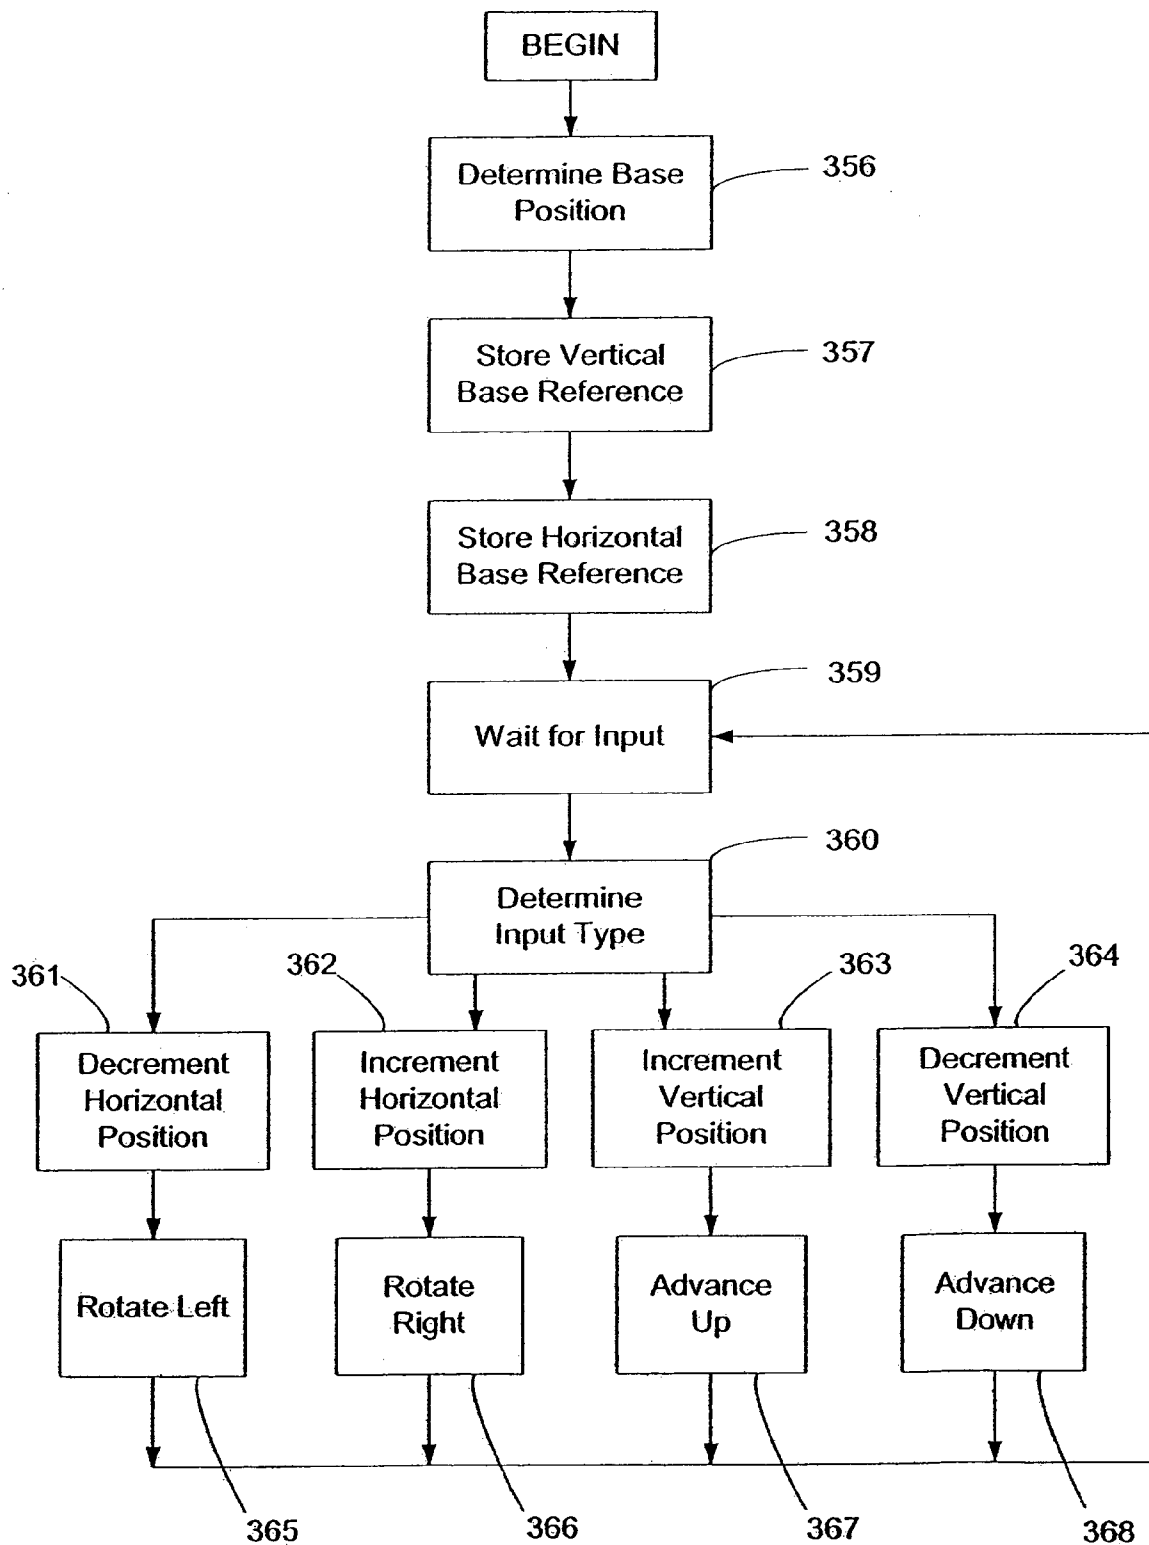 BEGIN
Determine Base
Position
356
Store Vertical
Base Reference
357
Store Horizontal
Base Reference
358
Wait for Input
359
Determine
Input Type
360
361
362
363
364
Decrement
Horizontal
Position
Increment
Horizontal
Position
Increment
Vertical
Position
Decrement
Vertical
Position
Rotate Left
Rotate
Right
Advance
Up
Advance
Down
365
366
367
368